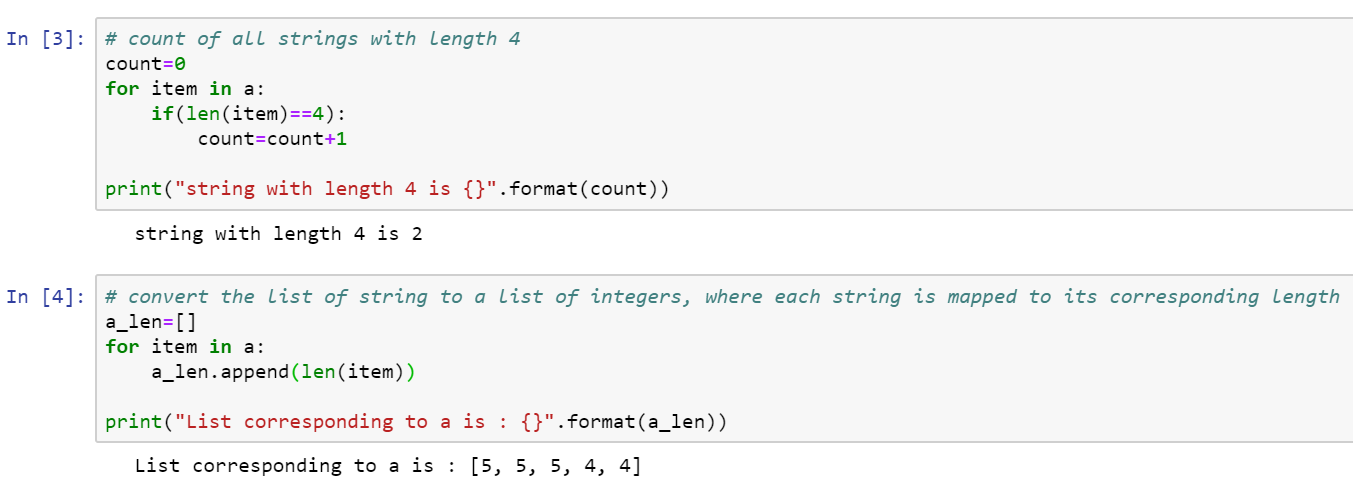 In [3]: # count of all strings with length 4
count=0
for item in a:
    if(len(item)==4):
        count=count+1
print("string with length 4 is {}".format(count))
string with length 4 is 2
In [4]: # convert the list of string to a list of integers, where each string is mapped to its corresponding length
a_len=[]
for item in a:
    a_len.append(len(item))
print("List corresponding to a is : {}".format(a_len))
List corresponding to a is : [5, 5, 5, 4, 4]